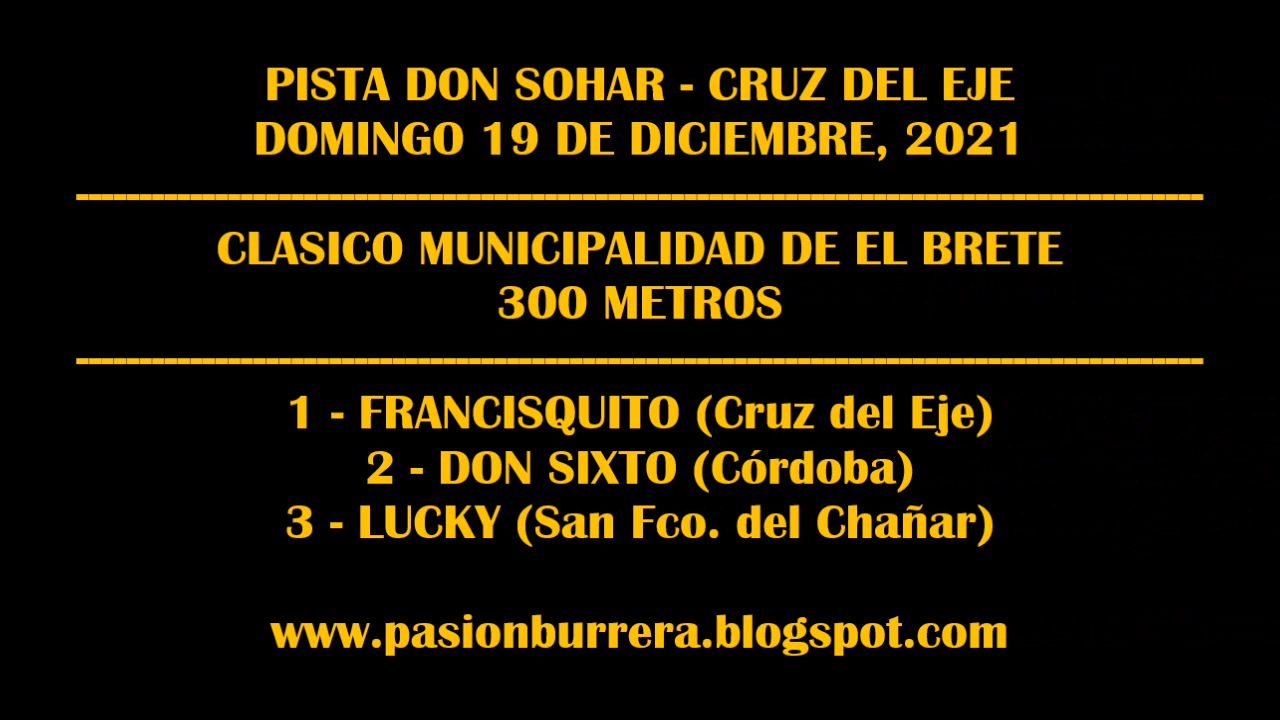 PISTA DON SOHAR - CRUZ DEL EJE
DOMINGO 19 DE DICIEMBRE, 2021
CLASICO MUNICIPALIDAD DE EL BRETE
300 METROS
1 - FRANCISQUITO (Cruz del Eje)
2 - DON SIXTO (Córdoba)
3 - LUCKY (San Fco. del Chañar)
www.pasionburrera.blogspot.com